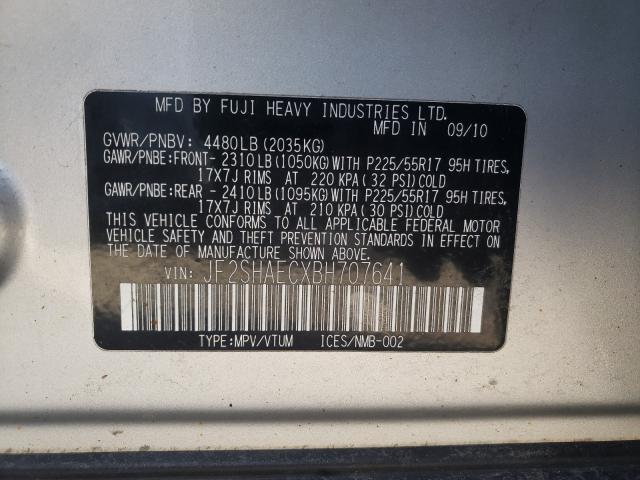 MFD BY FUJI HEAVY INDUSTRIES LTD.
MFD IN 09/10
GVWR/PNBV: 4480LB(2035KG)
GAWR/PNBE:FRONT- 2310LB(1050KG)WITH P225/55R17 95H TIRES,
17X7J RIMS AT 220 KPA(32 PSI)COLD
GAWR/PNBE:REAR - 2410LB(1095KG)WITH P225/55R17 95H TIRES,
17X7J RIMS AT 210 KPA(30 PSI)COLD
THIS VEHICLE CONFORMS TO ALL APPLICABLE FEDERAL MOTOR
VEHICLE SAFETY AND THEFT PREVENTION STANDARDS IN EFFECT ON
THE DATE OF MANUFACTURE SHOWN ABOVE.
VIN: JF2SHAECXBH707641
TYPE:MPV/VTUM ICES/NMB-002